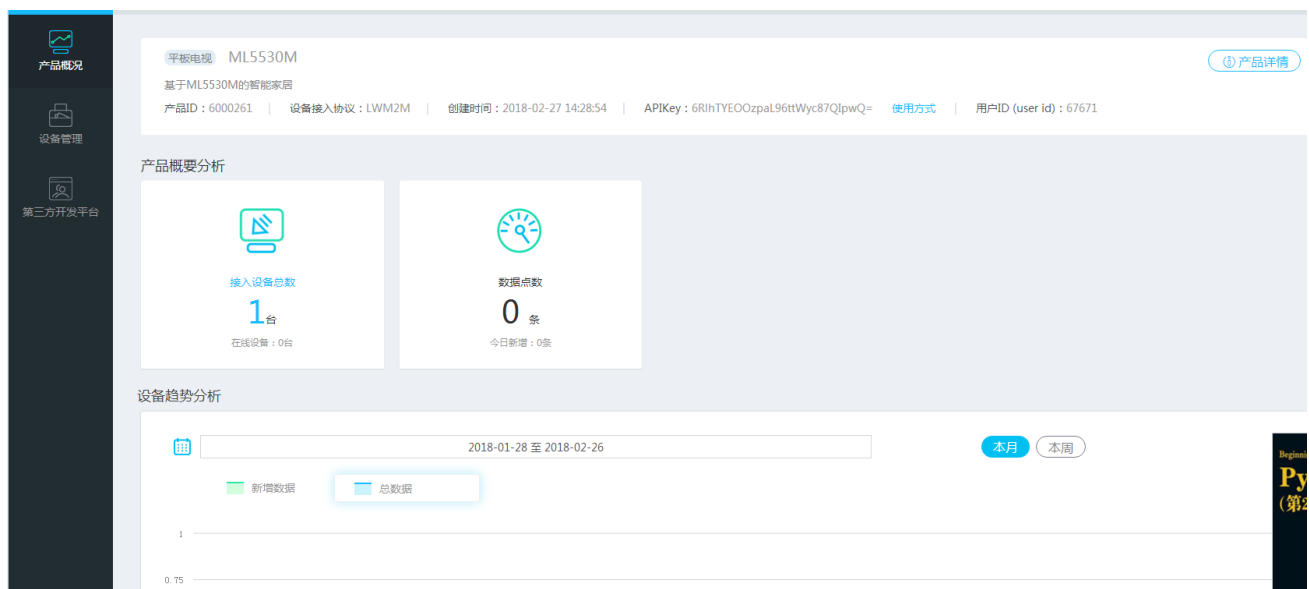 产品概况
设备管理
第三方开发平台
平板电视 ML5530M
产品详情
基于ML5530M的智能家居
产品ID：6000261 | 设备接入协议：LWM2M | 创建时间：2018-02-27 14:28:54 | APIKey：6RlhTYEOOzpaL96ttWyc87QIpwQ= 使用方式 | 用户ID (user id)：67671
产品概要分析
接入设备总数
1台
在线设备：0台
数据点数
0 条
今日新增：0条
设备趋势分析
2018-01-28 至 2018-02-26
本月 本周
新增数据 总数据
1
0.75
Beginni
Py
(第2